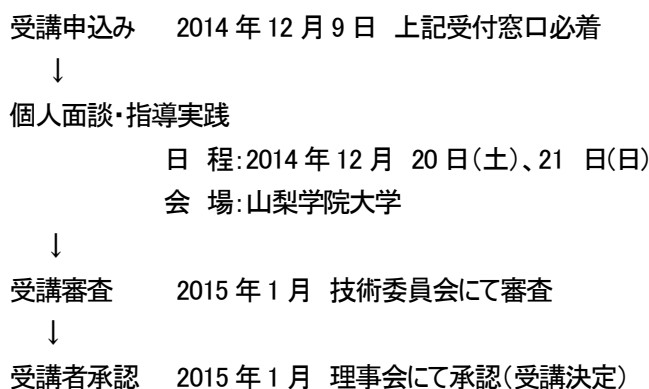 受講申込み　　2014 年 12 月 9 日　上記受付窓口必着
↓
個人面談・指導実践
日　程：2014 年 12 月　20 日（土）、21　日（日）
会　場：山梨学院大学
↓
受講審査　　2015 年 1 月　技術委員会にて審査
↓
受講者承認　　2015 年 1 月　理事会にて承認（受講決定）